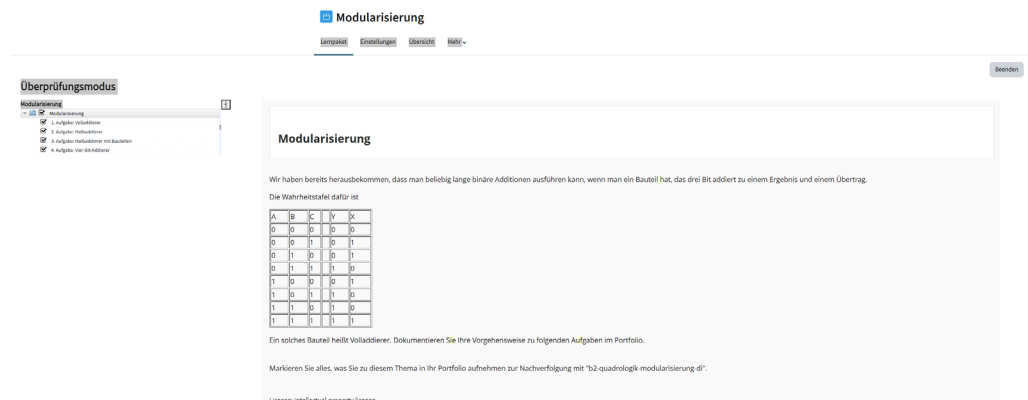 Modularisierung
Lernpaket Einstellungen Übersicht Mehr
Beenden
Überprüfungsmodus
Modularisierung
Modularisierung
1. Aufgabe: Volladdierer
2. Aufgabe: Halbaddierer
3. Aufgabe: Halbaddierer mit Bauteilen
4. Aufgabe: Vier-Bit-Addierer
Modularisierung
Wir haben bereits herausbekommen, dass man beliebig lange binäre Additionen ausführen kann, wenn man ein Bauteil hat, das drei Bit addiert zu einem Ergebnis und einem Übertrag.
Die Wahrheitstafel dafür ist
A B C Y X
0 0 0 0 0
0 0 1 0 1
0 1 0 0 1
0 1 1 1 0
1 0 0 0 1
1 0 1 1 0
1 1 0 1 0
1 1 1 1 1
Ein solches Bauteil heißt Volladdierer. Dokumentieren Sie Ihre Vorgehensweise zu folgenden Aufgaben im Portfolio.
Markieren Sie alles, was Sie zu diesem Thema in Ihr Portfolio aufnehmen zur Nachverfolgung mit "b2-quadrologik-modularisierung-di".